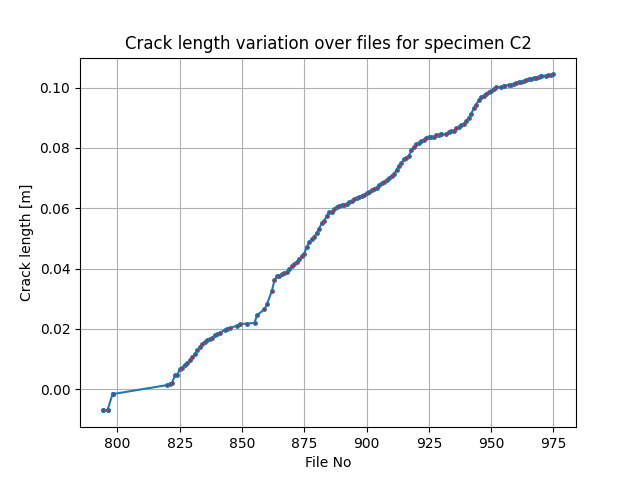 Crack length variation over files for specimen C2
Crack length [m]
0.10
0.08
0.06
0.04
0.02
0.00
800 825 850 875 900 925 950 975
File No